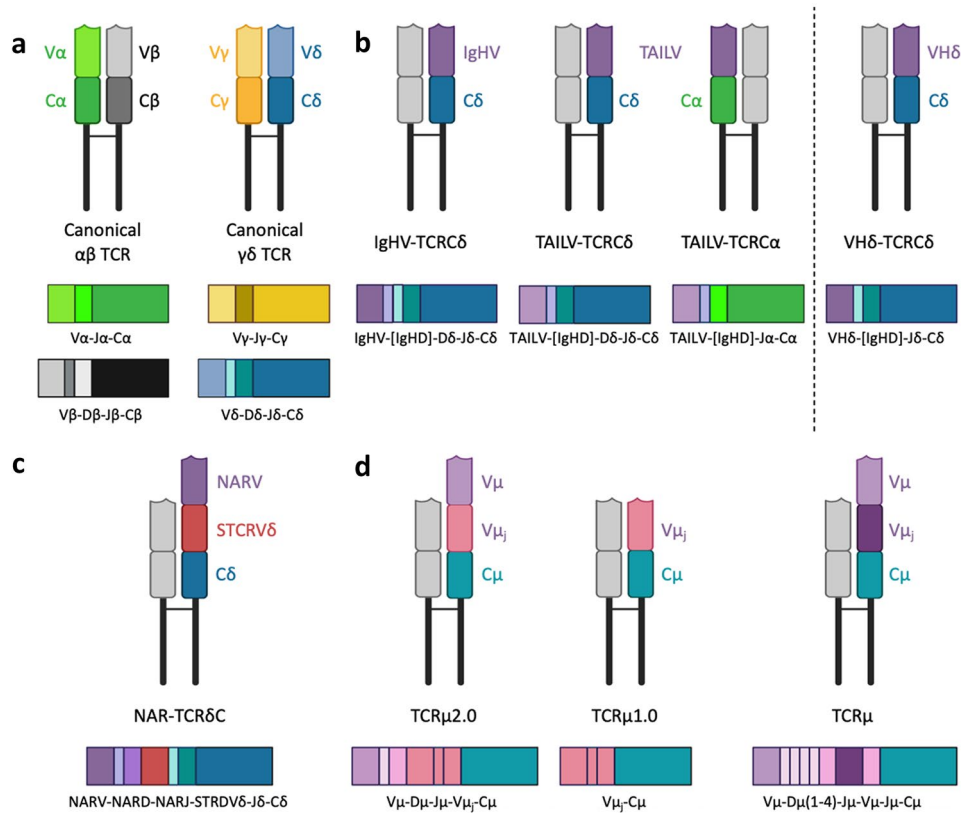 a
Vα
Cα
Vβ
Cβ
Canonical
αβ TCR
Vα-Jα-Cα
Vβ-Dβ-Jβ-Cβ
Vγ
Cγ
Vδ
Cδ
Canonical
γδ TCR
Vγ-Jγ-Cγ
Vδ-Dδ-Jδ-Cδ
b
IgHV
Cδ
IgHV-TCRCδ
IgHV-[IgHD]-Dδ-Jδ-Cδ
Cδ
TAILV-TCRCδ
TAILV-[IgHD]-Dδ-Jδ-Cδ
TAILV
Cα
TAILV-TCRCα
TAILV-[IgHD]-Jα-Cα
VHδ
Cδ
VHδ-TCRCδ
VHδ-[IgHD]-Jδ-Cδ
c
NARV
STCRVδ
Cδ
NAR-TCRδC
NARV-NARD-NARJ-STRDVδ-Jδ-Cδ
d
Vμ
Vμj
Cμ
TCRμ2.0
Vμ-Dμ-Jμ-Vμj-Cμ
Vμj
Cμ
TCRμ1.0
Vμj-Cμ
Vμ
Vμj
Cμ
TCRμ
Vμ-Dμ(1-4)-Jμ-Vμ-Jμ-Cμ